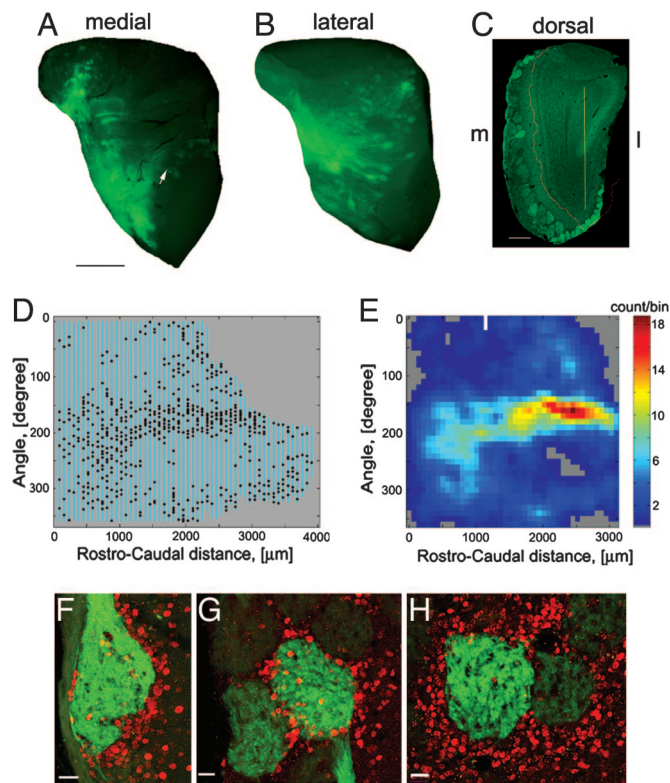 A medial
B lateral
C dorsal
m
l
D
E
count/bin
0
100
200
300
Angle, [degree]
0 1000 2000 3000 4000
Rostro-Caudal distance, [μm]
0
100
200
300
Angle, [degree]
0 1000 2000 3000
Rostro-Caudal distance, [μm]
18
14
10
6
2
F
G
H